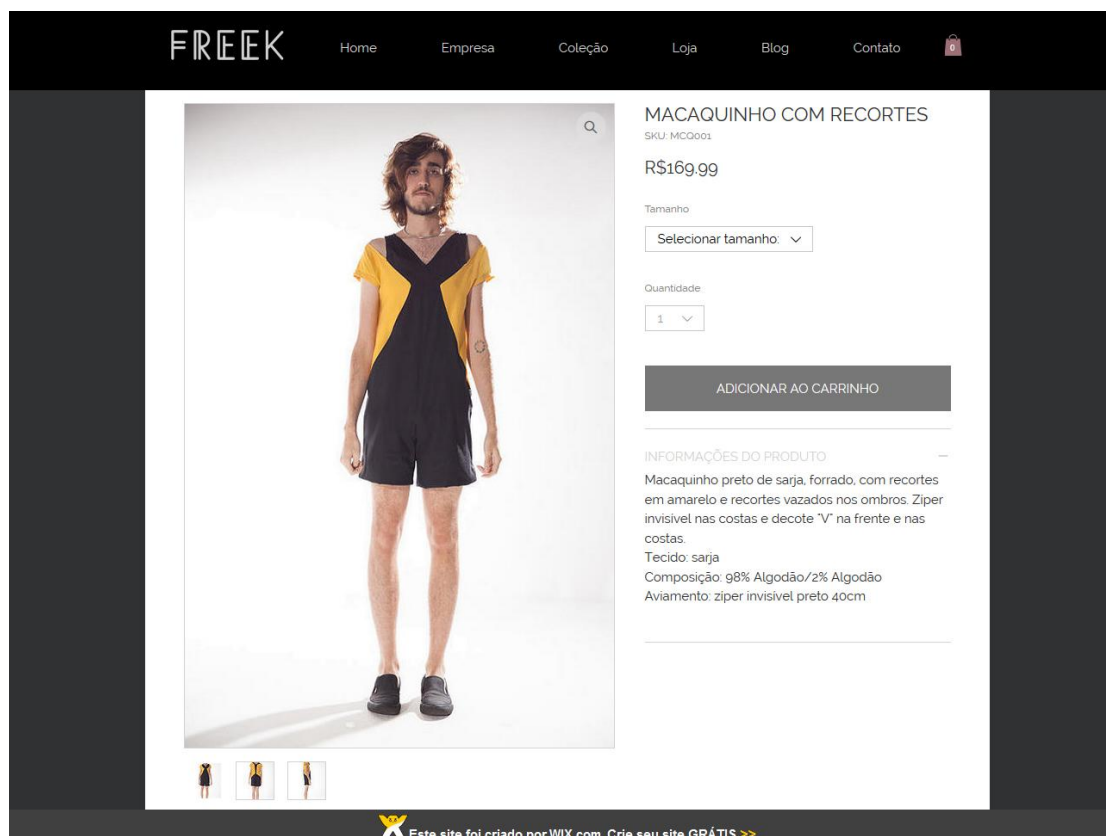 FREEK
Home Empresa Coleção Loja Blog Contato 0
MACAQUINHO COM RECORTES
SKU: MCQ001
R$169.99
Tamanho
Selecionar tamanho:
Quantidade
1
ADICIONAR AO CARRINHO
INFORMAÇÕES DO PRODUTO
Macaquinho preto de sarja, forrado, com recortes
em amarelo e recortes vazados nos ombros. Ziper
invisível nas costas e decote "V" na frente e nas
costas.
Tecido: sarja
Composição: 98% Algodão/2% Algodão
Aviamento: ziper invisível preto 40cm
Este site foi criado por WIX.com. Crie seu site GRÁTIS >>